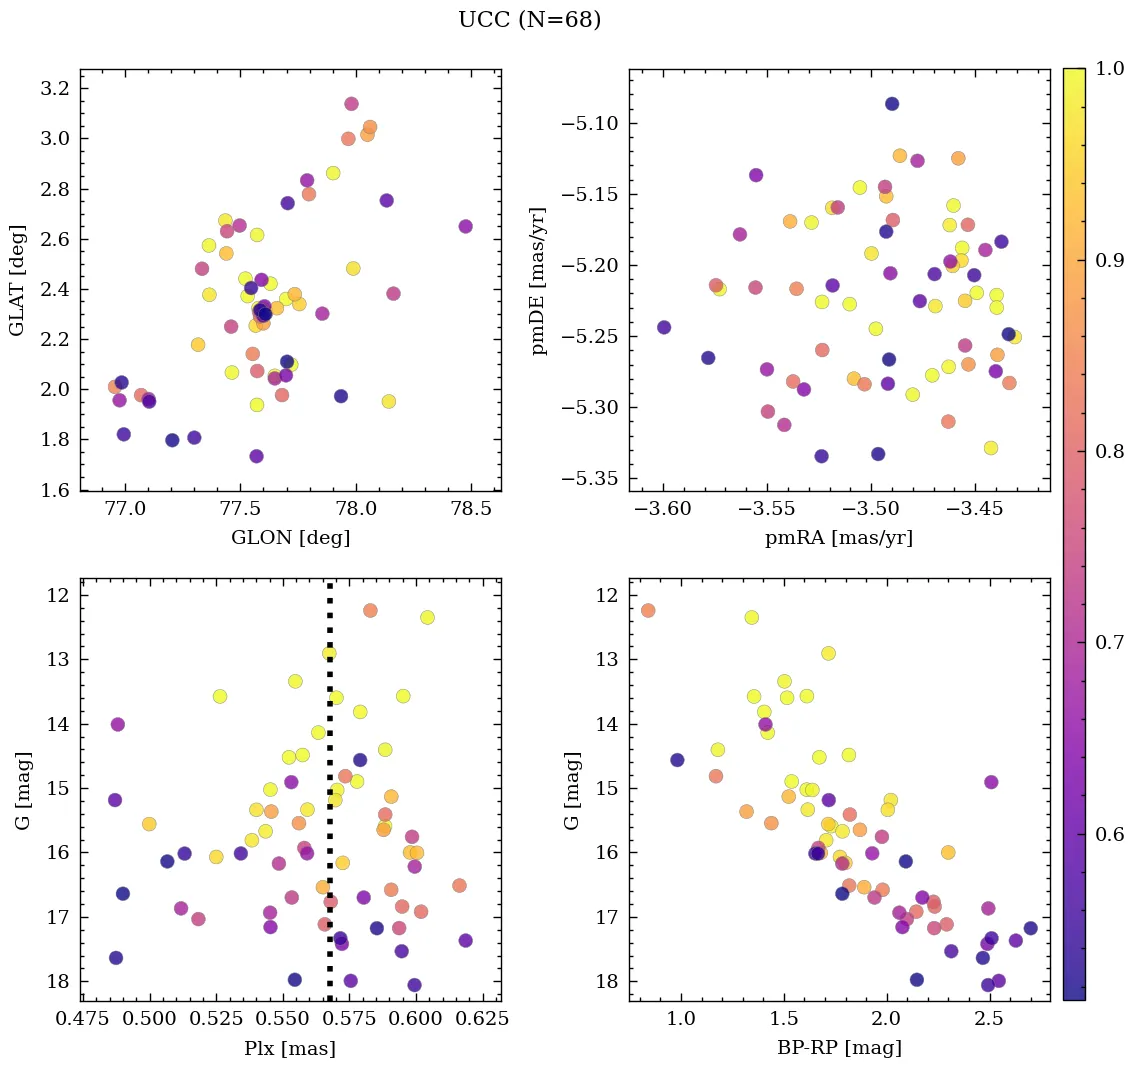 UCC (N=68)
3.2
3.0
2.8
2.6
2.4
2.2
2.0
1.8
1.6
GLAT [deg]
77.0 77.5 78.0 78.5
GLON [deg]
−5.10
−5.15
−5.20
−5.25
−5.30
−5.35
pmDE [mas/yr]
−3.60 −3.55 −3.50 −3.45
pmRA [mas/yr]
1.0
0.9
0.8
0.7
0.6
12
13
14
15
16
17
18
G [mag]
0.475 0.500 0.525 0.550 0.575 0.600 0.625
Plx [mas]
12
13
14
15
16
17
18
G [mag]
1.0 1.5 2.0 2.5
BP-RP [mag]